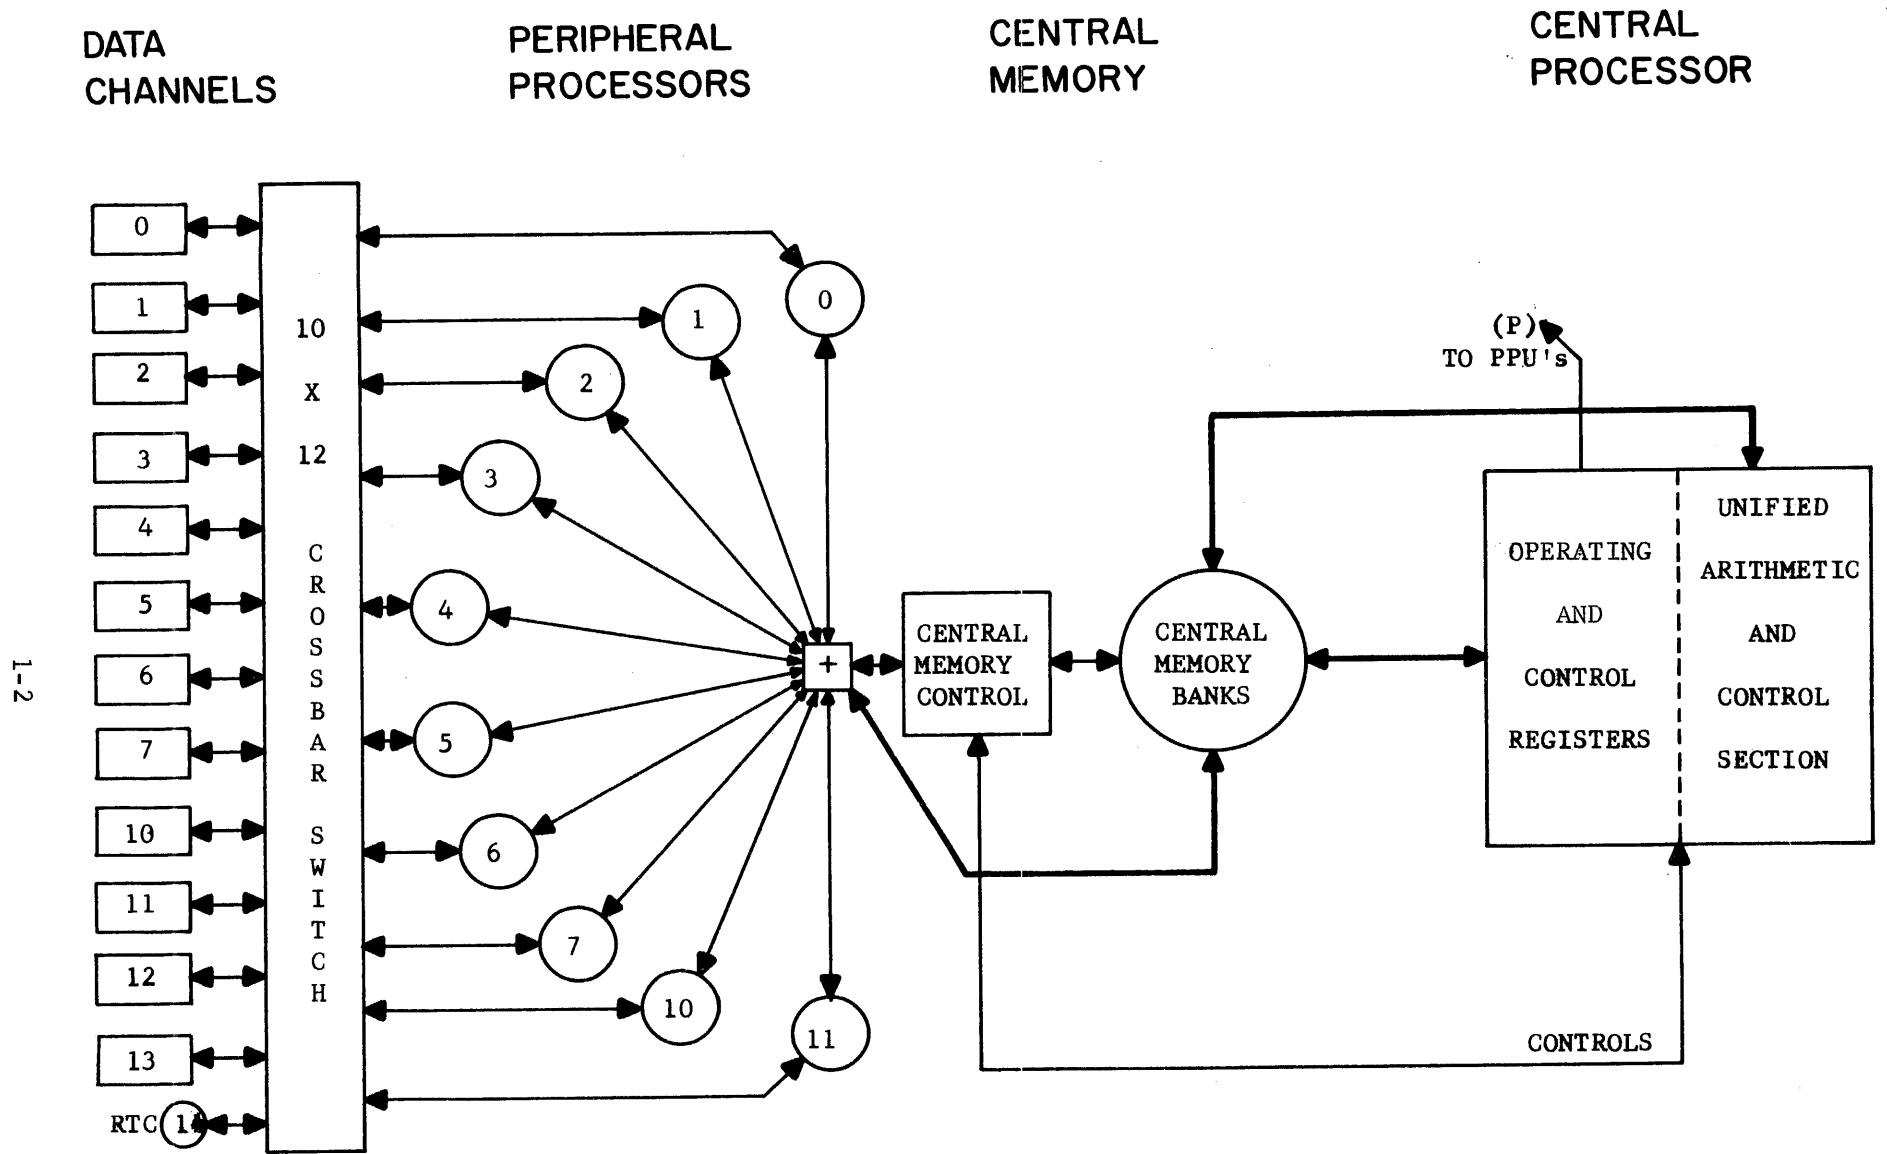 DATA
CHANNELS
PERIPHERAL
PROCESSORS
CENTRAL
MEMORY
CENTRAL
PROCESSOR
0
1
2
3
4
5
6
7
10
11
12
13
RTC
10
X
12
CROSSBAR
SWITCH
0
1
2
3
4
5
6
7
10
11
+
CENTRAL
MEMORY
CONTROL
CENTRAL
MEMORY
BANKS
(P)
TO PPU's
OPERATING
AND
CONTROL
REGISTERS
UNIFIED
ARITHMETIC
AND
CONTROL
SECTION
CONTROLS
1-2